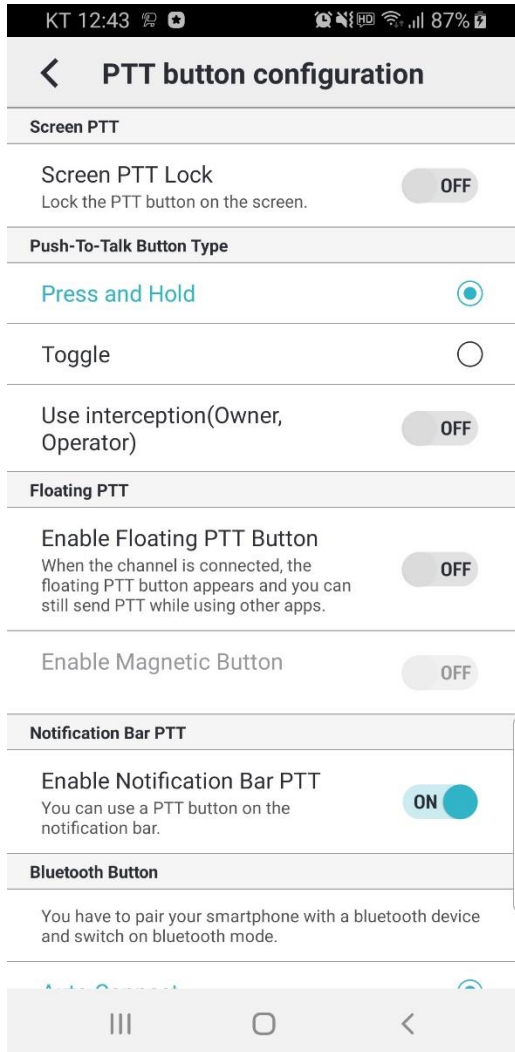 KT 12:43
HD 87%
PTT button configuration
Screen PTT
Screen PTT Lock
OFF
Lock the PTT button on the screen.
Push-To-Talk Button Type
Press and Hold
Toggle
Use interception(Owner,
Operator)
OFF
Floating PTT
Enable Floating PTT Button
When the channel is connected, the
floating PTT button appears and you can
still send PTT while using other apps.
OFF
Enable Magnetic Button
OFF
Notification Bar PTT
Enable Notification Bar PTT
You can use a PTT button on the
notification bar.
ON
Bluetooth Button
You have to pair your smartphone with a bluetooth device
and switch on bluetooth mode.